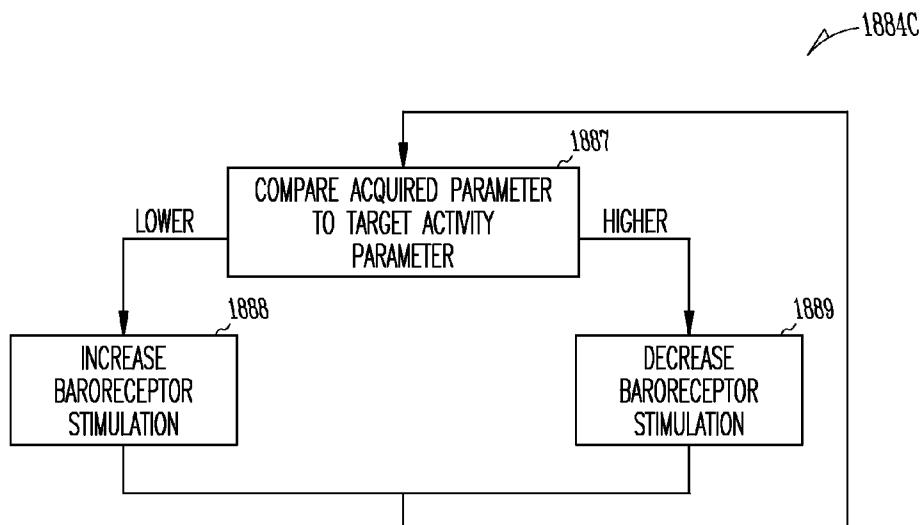 1884C
1887
COMPARE ACQUIRED PARAMETER
TO TARGET ACTIVITY
PARAMETER
LOWER
HIGHER
1888
INCREASE
BARORECEPTOR
STIMULATION
1889
DECREASE
BARORECEPTOR
STIMULATION